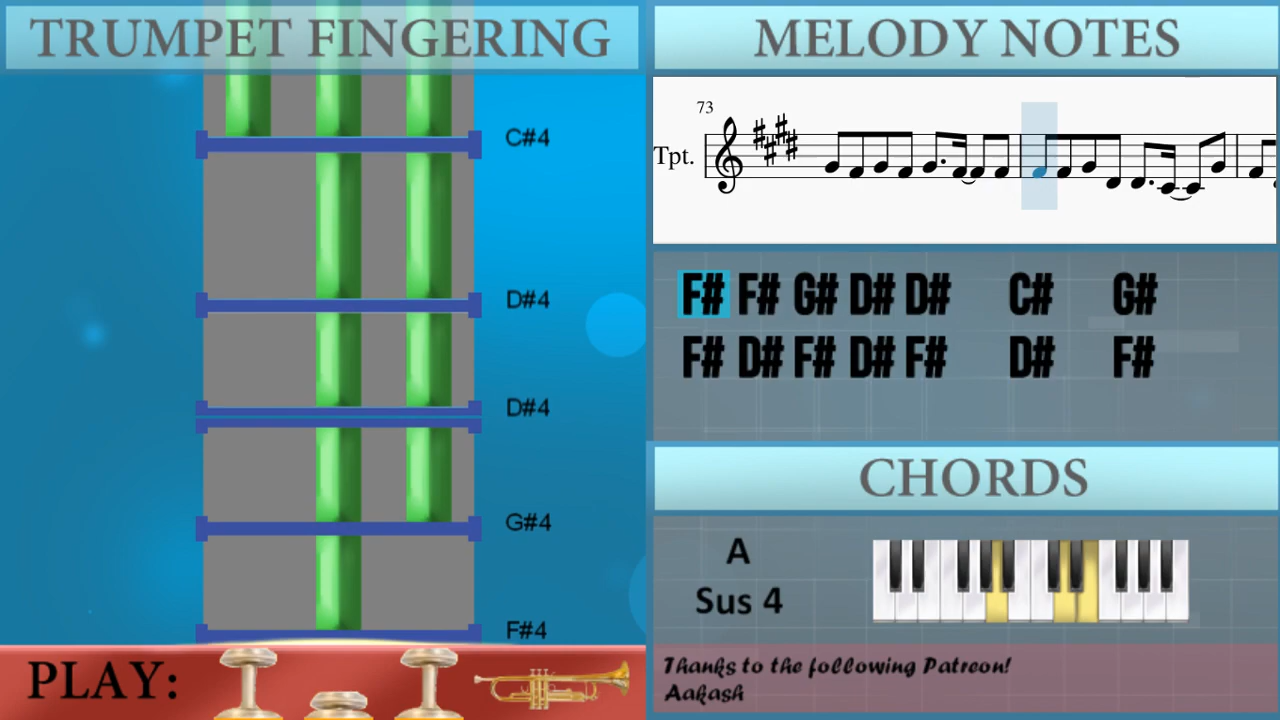 TRUMPET FINGERING
C#4
D#4
D#4
G#4
F#4
PLAY:
MELODY NOTES
73
Tpt.
F# F# G# D# D# C# G#
F# D# F# D# F# D# F#
CHORDS
A
Sus 4
Thanks to the following Patreon!
Aakash